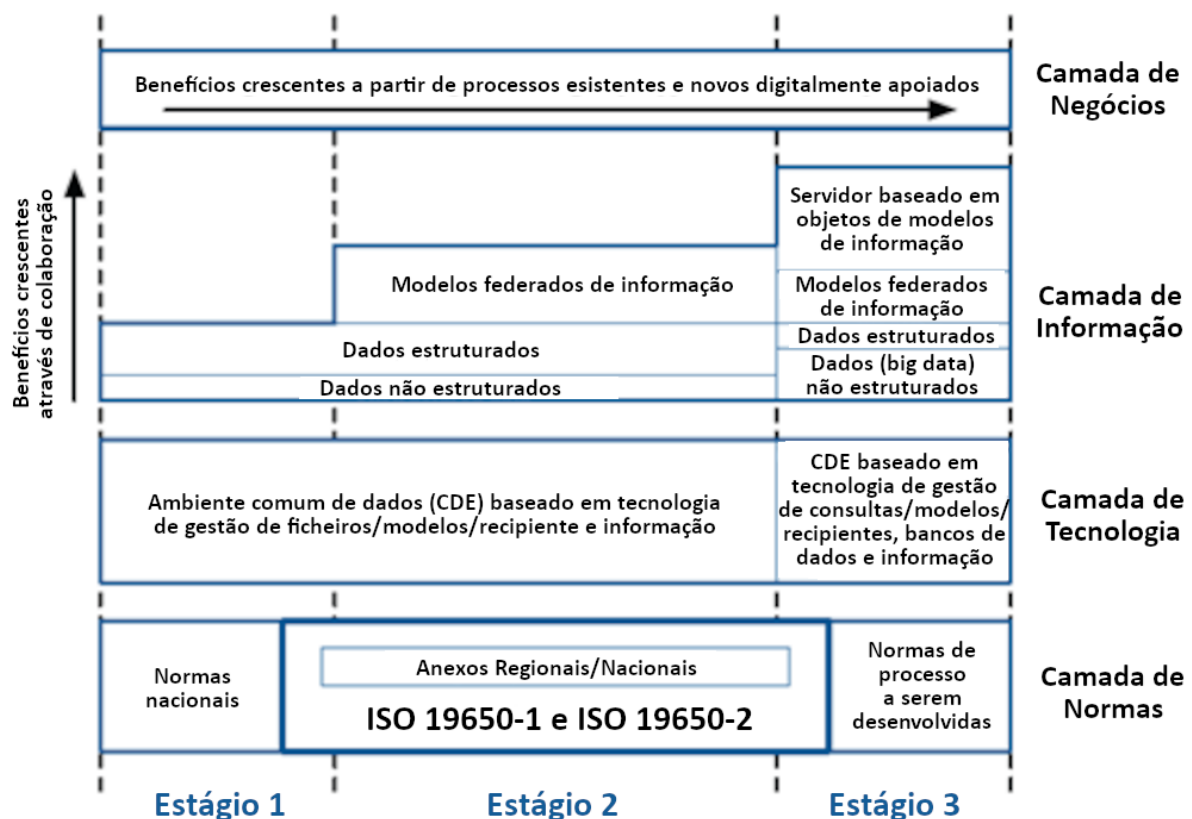 Benefícios crescentes a partir de processos esistentes e novos digitalmente apoiados
Camada de
Negócios
Benefícios crescentes
através de colaboração
Servidor baseado em
objetos de modelos
de informação
Modelos federados de informação
Modelos federados
de informação
Dados estruturados
Dados estruturados
Dados não estruturados
Dados (big data)
não estruturados
Camada de
Informação
Ambiente comum de dados (CDE) baseado em tecnologia
de gestão de ficheiros/modelos/recipiente e informação
CDE baseado em
tecnologia de gestão
de consultas/modelos/
recipientes, bancos de
dados e informação
Camada de
Tecnologia
Normas
nacionais
Anexos Regionais/Nacionais
ISO 19650-1 e ISO 19650-2
Normas de
processo
a serem
desenvolvidas
Camada de
Normas
Estágio 1
Estágio 2
Estágio 3